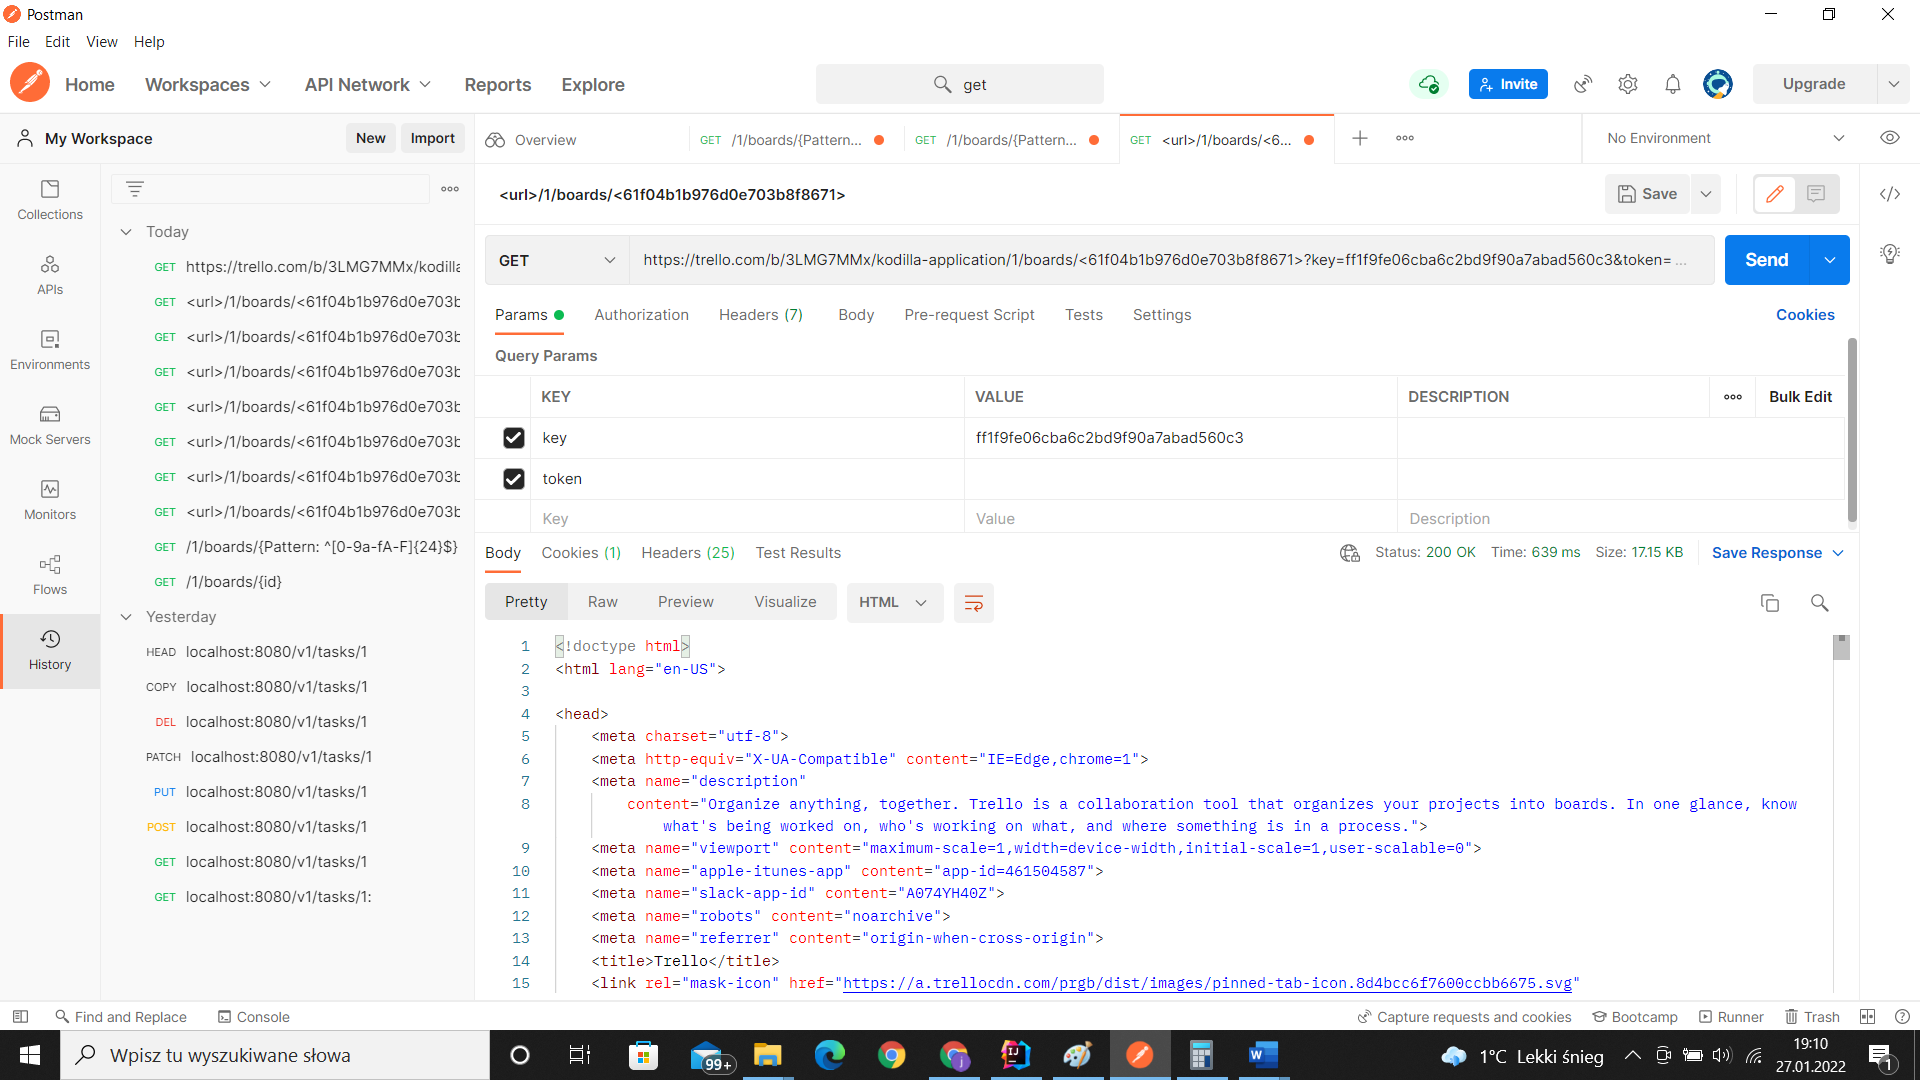 Postman
File Edit View Help
Home Workspaces API Network Reports Explore get Invite Upgrade
My Workspace New Import Overview GET /1/boards/{Pattern... GET /1/boards/{Pattern... GET <url>/1/boards/<6... No Environment
<url>/1/boards/<61f04b1b976d0e703b8f8671> Save
Collections
APIs
Environments
Mock Servers
Monitors
Flows
History
Today
GET https://trello.com/b/3LMG7MMx/kodilla
GET <url>/1/boards/<61f04b1b976d0e703b
GET <url>/1/boards/<61f04b1b976d0e703b
GET <url>/1/boards/<61f04b1b976d0e703b
GET <url>/1/boards/<61f04b1b976d0e703b
GET <url>/1/boards/<61f04b1b976d0e703b
GET <url>/1/boards/<61f04b1b976d0e703b
GET <url>/1/boards/<61f04b1b976d0e703b
GET /1/boards/{Pattern: ^[0-9a-fA-F]{24}$}
GET /1/boards/{id}
Yesterday
HEAD localhost:8080/v1/tasks/1
COPY localhost:8080/v1/tasks/1
DEL localhost:8080/v1/tasks/1
PATCH localhost:8080/v1/tasks/1
PUT localhost:8080/v1/tasks/1
POST localhost:8080/v1/tasks/1
GET localhost:8080/v1/tasks/1
GET localhost:8080/v1/tasks/1:
GET https://trello.com/b/3LMG7MMx/kodilla-application/1/boards/<61f04b1b976d0e703b8f8671>?key=ff1f9fe06cba6c2bd9f90a7abad560c3&token= ... Send
Params Authorization Headers (7) Body Pre-request Script Tests Settings Cookies
Query Params
KEY VALUE DESCRIPTION Bulk Edit
key ff1f9fe06cba6c2bd9f90a7abad560c3
token
Key Value Description
Body Cookies (1) Headers (25) Test Results Status: 200 OK Time: 639 ms Size: 17.15 KB Save Response
Pretty Raw Preview Visualize HTML
1 <!doctype html>
2 <html lang="en-US">
3
4 <head>
5 <meta charset="utf-8">
6 <meta http-equiv="X-UA-Compatible" content="IE=Edge,chrome=1">
7 <meta name="description"
8 content="Organize anything, together. Trello is a collaboration tool that organizes your projects into boards. In one glance, know
what's being worked on, who's working on what, and where something is in a process.">
9 <meta name="viewport" content="maximum-scale=1,width=device-width,initial-scale=1,user-scalable=0">
10 <meta name="apple-itunes-app" content="app-id=461504587">
11 <meta name="slack-app-id" content="A074YH40Z">
12 <meta name="robots" content="noarchive">
13 <meta name="referrer" content="origin-when-cross-origin">
14 <title>Trello</title>
15 <link rel="mask-icon" href="https://a.trellocdn.com/prgb/dist/images/pinned-tab-icon.8d4bcc6f7600ccbb6675.svg"
Find and Replace Console Capture requests and cookies Bootcamp Runner Trash
Wpisz tu wyszukiwane słowa 99+ 1°C Lekki śnieg 19:10
27.01.2022 1